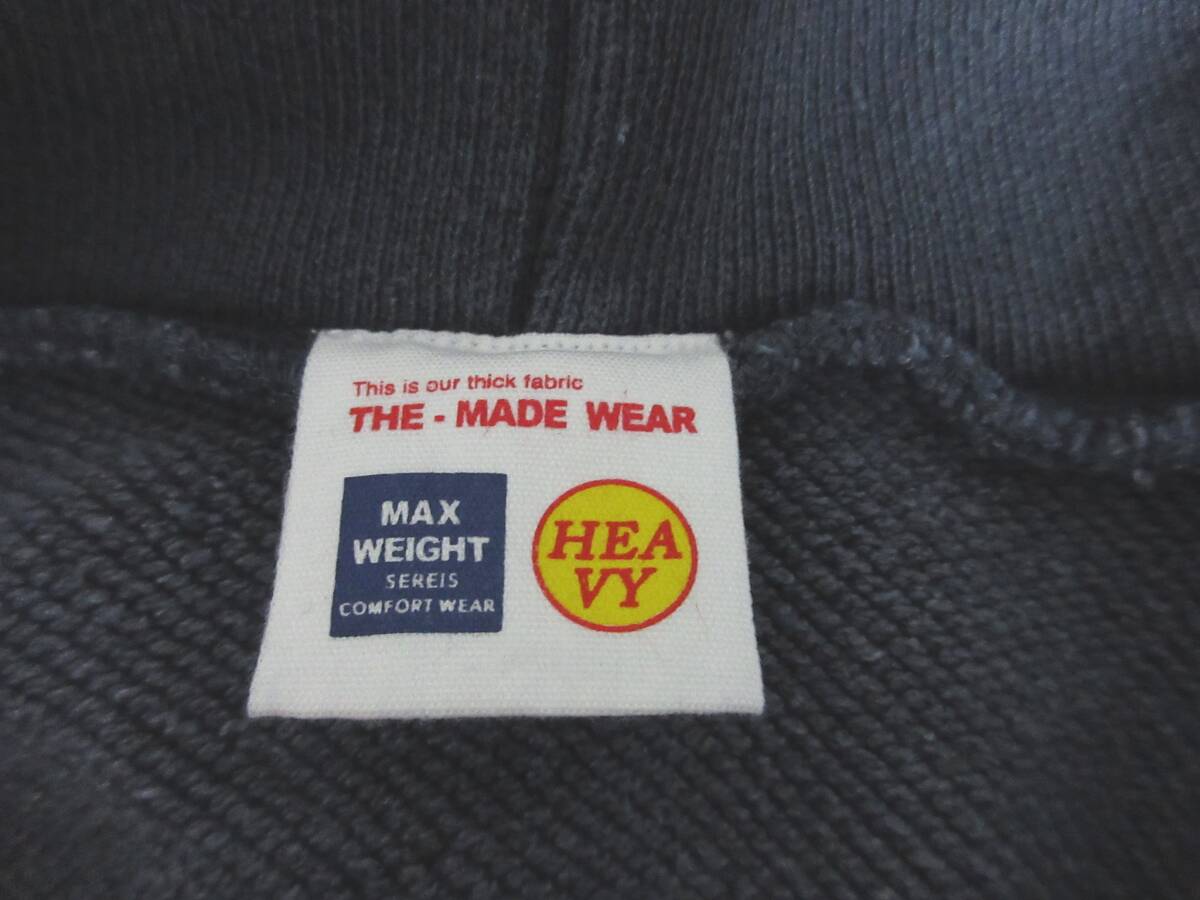 This is our thick fabric
THE - MADE WEAR
MAX
WEIGHT
SEREIS
COMFORT WEAR
HEA
VY